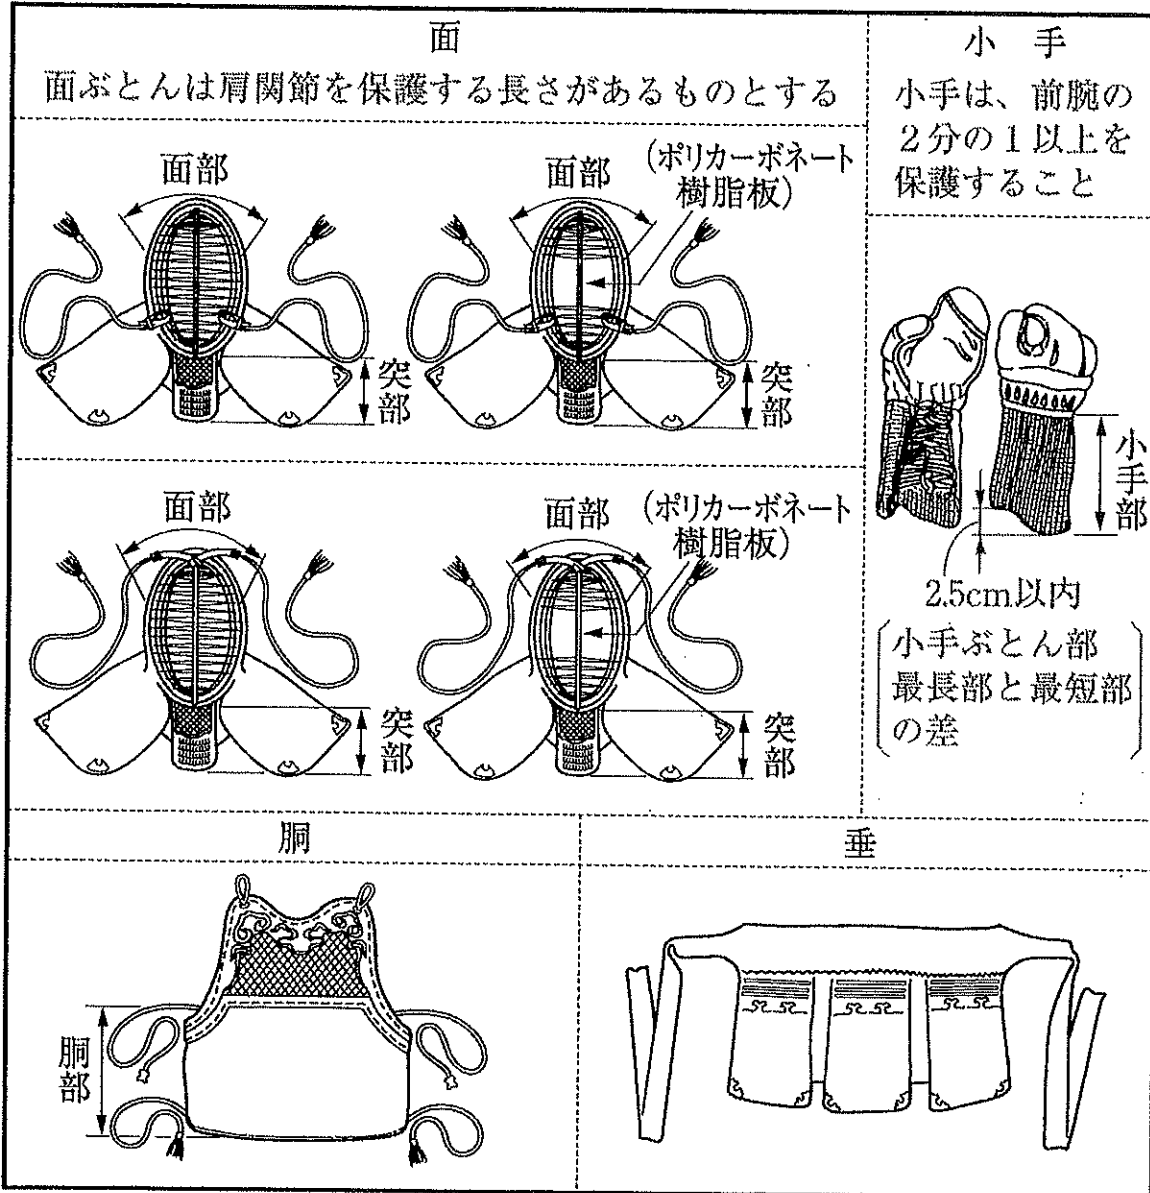 面
面ぶとんは肩関節を保護する長さがあるものとする
面部
突部
面部
(ポリカーボネート
樹脂板)
突部
面部
突部
面部
(ポリカーボネート
樹脂板)
突部
小 手
小手は、前腕の
2分の1以上を
保護すること
小手部
2.5cm以内
小手ぶとん部
最長部と最短部
の差
胴
胴部
垂